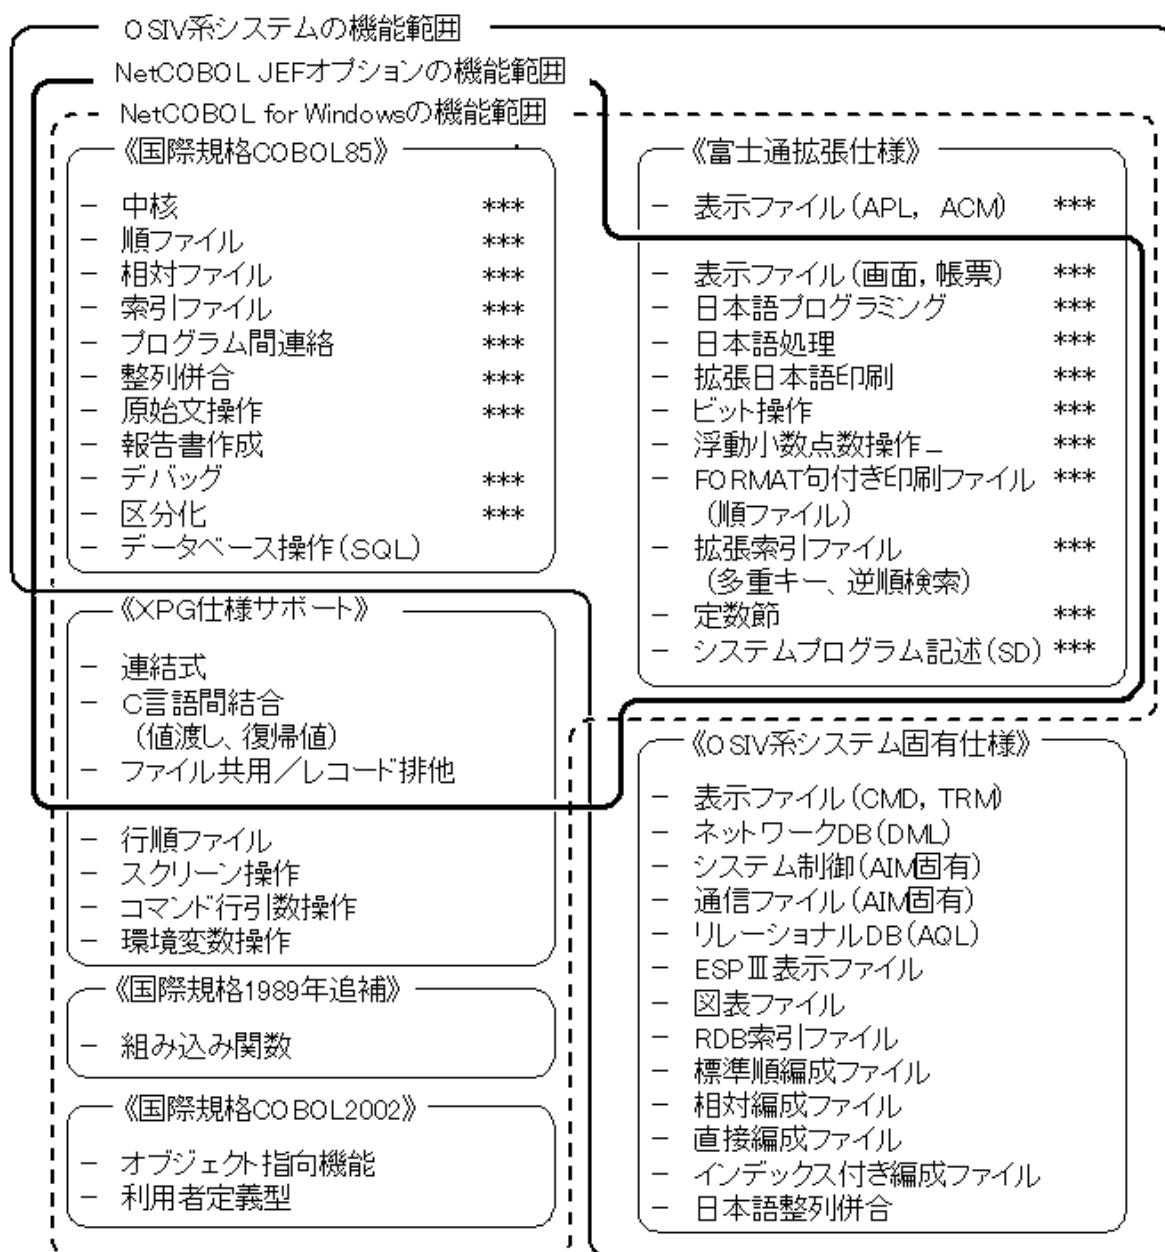 OSIV系システムの機能範囲
NetCOBOL JEFオプションの機能範囲
NetCOBOL for Windowsの機能範囲
《国際規格COBOL85》
－ 中核 ***
－ 順ファイル ***
－ 相対ファイル ***
－ 索引ファイル ***
－ プログラム間連絡 ***
－ 整列併合 ***
－ 原始文操作 ***
－ 報告書作成
－ デバッグ ***
－ 区分化 ***
－ データベース操作(SQL)
《XPG仕様サポート》
－ 連結式
－ C言語間結合
(値渡し、復帰値)
－ ファイル共用／レコード排他
－ 行順ファイル
－ スクリーン操作
－ コマンド行引数操作
－ 環境変数操作
《国際規格1989年追補》
－ 組み込み関数
《国際規格COBOL2002》
－ オブジェクト指向機能
－ 利用者定義型
《富士通拡張仕様》
－ 表示ファイル(APL, ACM) ***
－ 表示ファイル(画面,帳票) ***
－ 日本語プログラミング ***
－ 日本語処理 ***
－ 拡張日本語印刷 ***
－ ビット操作 ***
－ 浮動小数点数操作 ***
－ FORMAT句付き印刷ファイル ***
(順ファイル)
－ 拡張索引ファイル ***
(多重キー、逆順検索)
－ 定数節 ***
－ システムプログラム記述(SD) ***
《OSIV系システム固有仕様》
－ 表示ファイル(CMD, TRM)
－ ネットワークDB(DML)
－ システム制御(AIM固有)
－ 通信ファイル(AIM固有)
－ リレーショナルDB(AQL)
－ ESPⅢ表示ファイル
－ 図表ファイル
－ RDB索引ファイル
－ 標準順編成ファイル
－ 相対編成ファイル
－ 直接編成ファイル
－ インデックス付き編成ファイル
－ 日本語整列併合